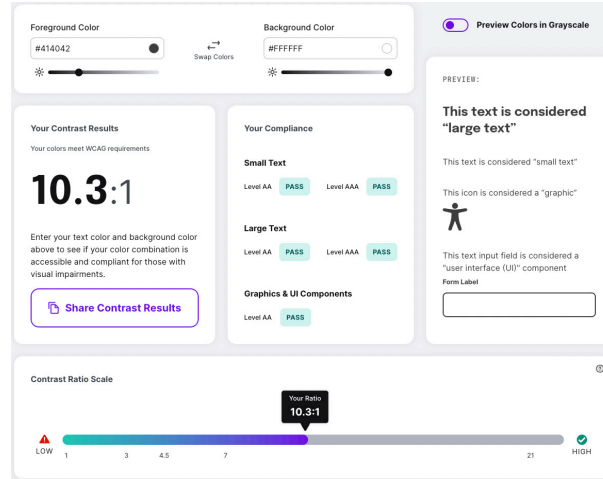 Foreground Color
#414042
Swap Colors
Background Color
#FFFFFF
Preview Colors in Grayscale
Your Contrast Results
Your colors meet WCAG requirements
10.3:1
Enter your text color and background color
above to see if your color combination is
accessible and compliant for those with
visual impairments.
Share Contrast Results
Your Compliance
Small Text
Level AA PASS Level AAA PASS
Large Text
Level AA PASS Level AAA PASS
Graphics & UI Components
Level AA PASS
PREVIEW:
This text is considered
“large text”
This text is considered “small text”
This icon is considered a “graphic”
This text input field is considered a
"user interface (UI)" component
Form Label
Contrast Ratio Scale
Your Ratio
10.3:1
LOW
1 3 4.5 7 21
HIGH